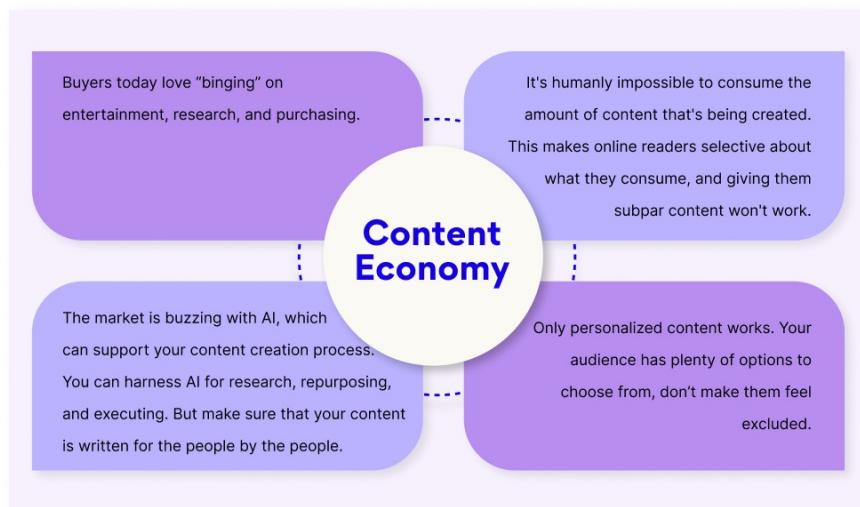 Buyers today love “binging” on
entertainment, research, and purchasing.
It's humanly impossible to consume the
amount of content that's being created.
This makes online readers selective about
what they consume, and giving them
subpar content won't work.
Content
Economy
The market is buzzing with AI, which
can support your content creation process.
You can harness AI for research, repurposing,
and executing. But make sure that your content
is written for the people by the people.
Only personalized content works. Your
audience has plenty of options to
choose from, don’t make them feel
excluded.